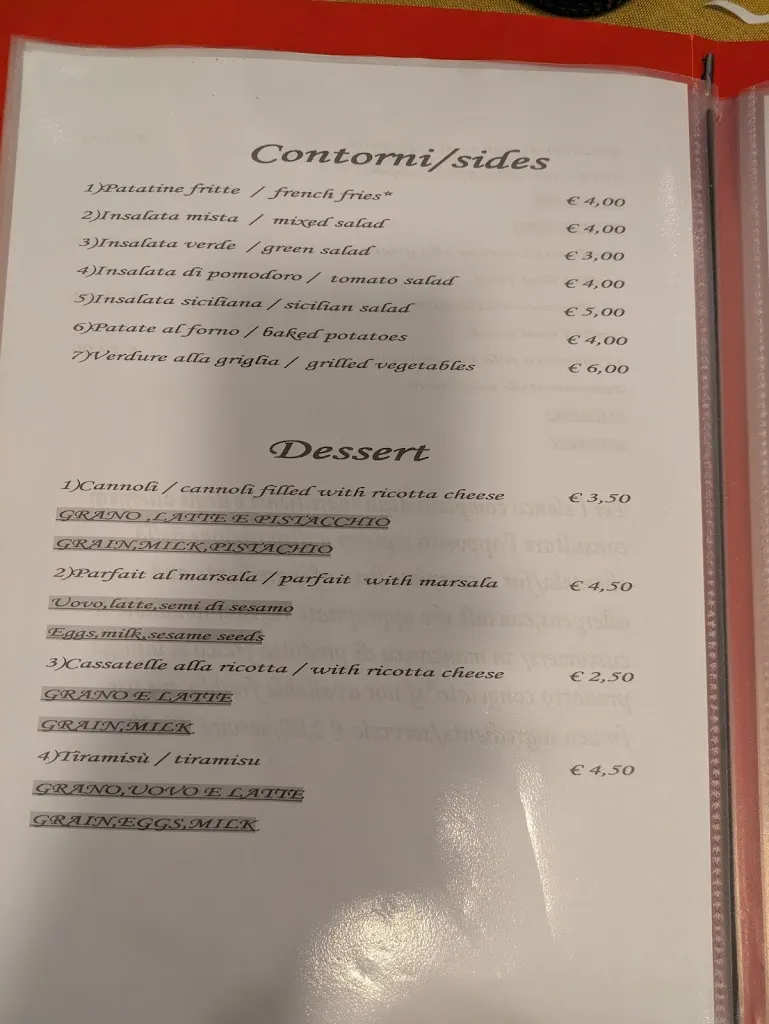 Contorni/sides
1)Patatine fritte / french fries* € 4,00
2)Insalata mista / mixed salad € 4,00
3)Insalata verde / green salad € 3,00
4)Insalata di pomodoro / tomato salad € 4,00
5)Insalata siciliana / sicilian salad € 5,00
6)Patate al forno / baked potatoes € 4,00
7)Verdure alla griglia / grilled vegetables € 6,00
Dessert
1)Cannoli / cannoli filled with ricotta cheese € 3,50
GRANO ,LATTE E PISTACCHIO
GRAIN,MILK,PISTACHIO
2)Parfait al marsala / parfait with marsala € 4,50
Uovo,latte,semi di sesamo
Eggs,milk,sesame seeds
3)Cassatelle alla ricotta / with ricotta cheese € 2,50
GRANO E LATTE
GRAIN,MILK
4)Tiramisù / tiramisu € 4,50
GRANO,UOVO E LATTE
GRAIN,EGGS,MILK